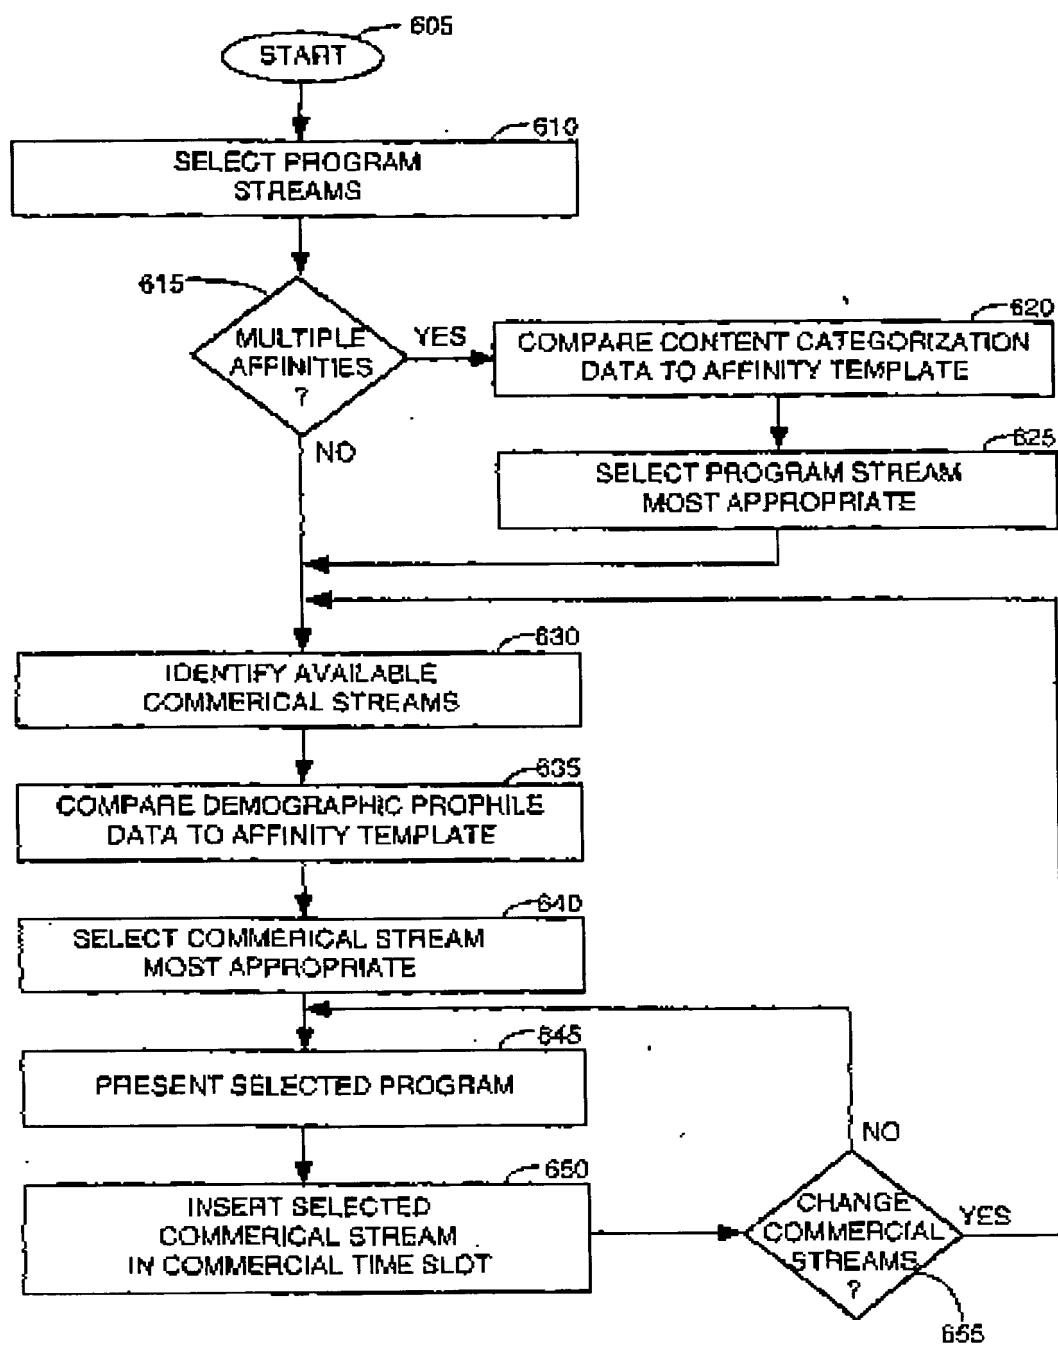 605
START
610
SELECT PROGRAM
STREAMS
615
MULTIPLE
AFFINITIES
?
YES
NO
620
COMPARE CONTENT CATEGORIZATION
DATA TO AFFINITY TEMPLATE
625
SELECT PROGRAM STREAM
MOST APPROPRIATE
630
IDENTIFY AVAILABLE
COMMERICAL STREAMS
635
COMPARE DEMOGRAPHIC PROPHILE
DATA TO AFFINITY TEMPLATE
640
SELECT COMMERICAL STREAM
MOST APPROPRIATE
645
PRESENT SELECTED PROGRAM
650
INSERT SELECTED
COMMERICAL STREAM
IN COMMERCIAL TIME SLOT
NO
CHANGE
COMMERCIAL
STREAMS
?
YES
655